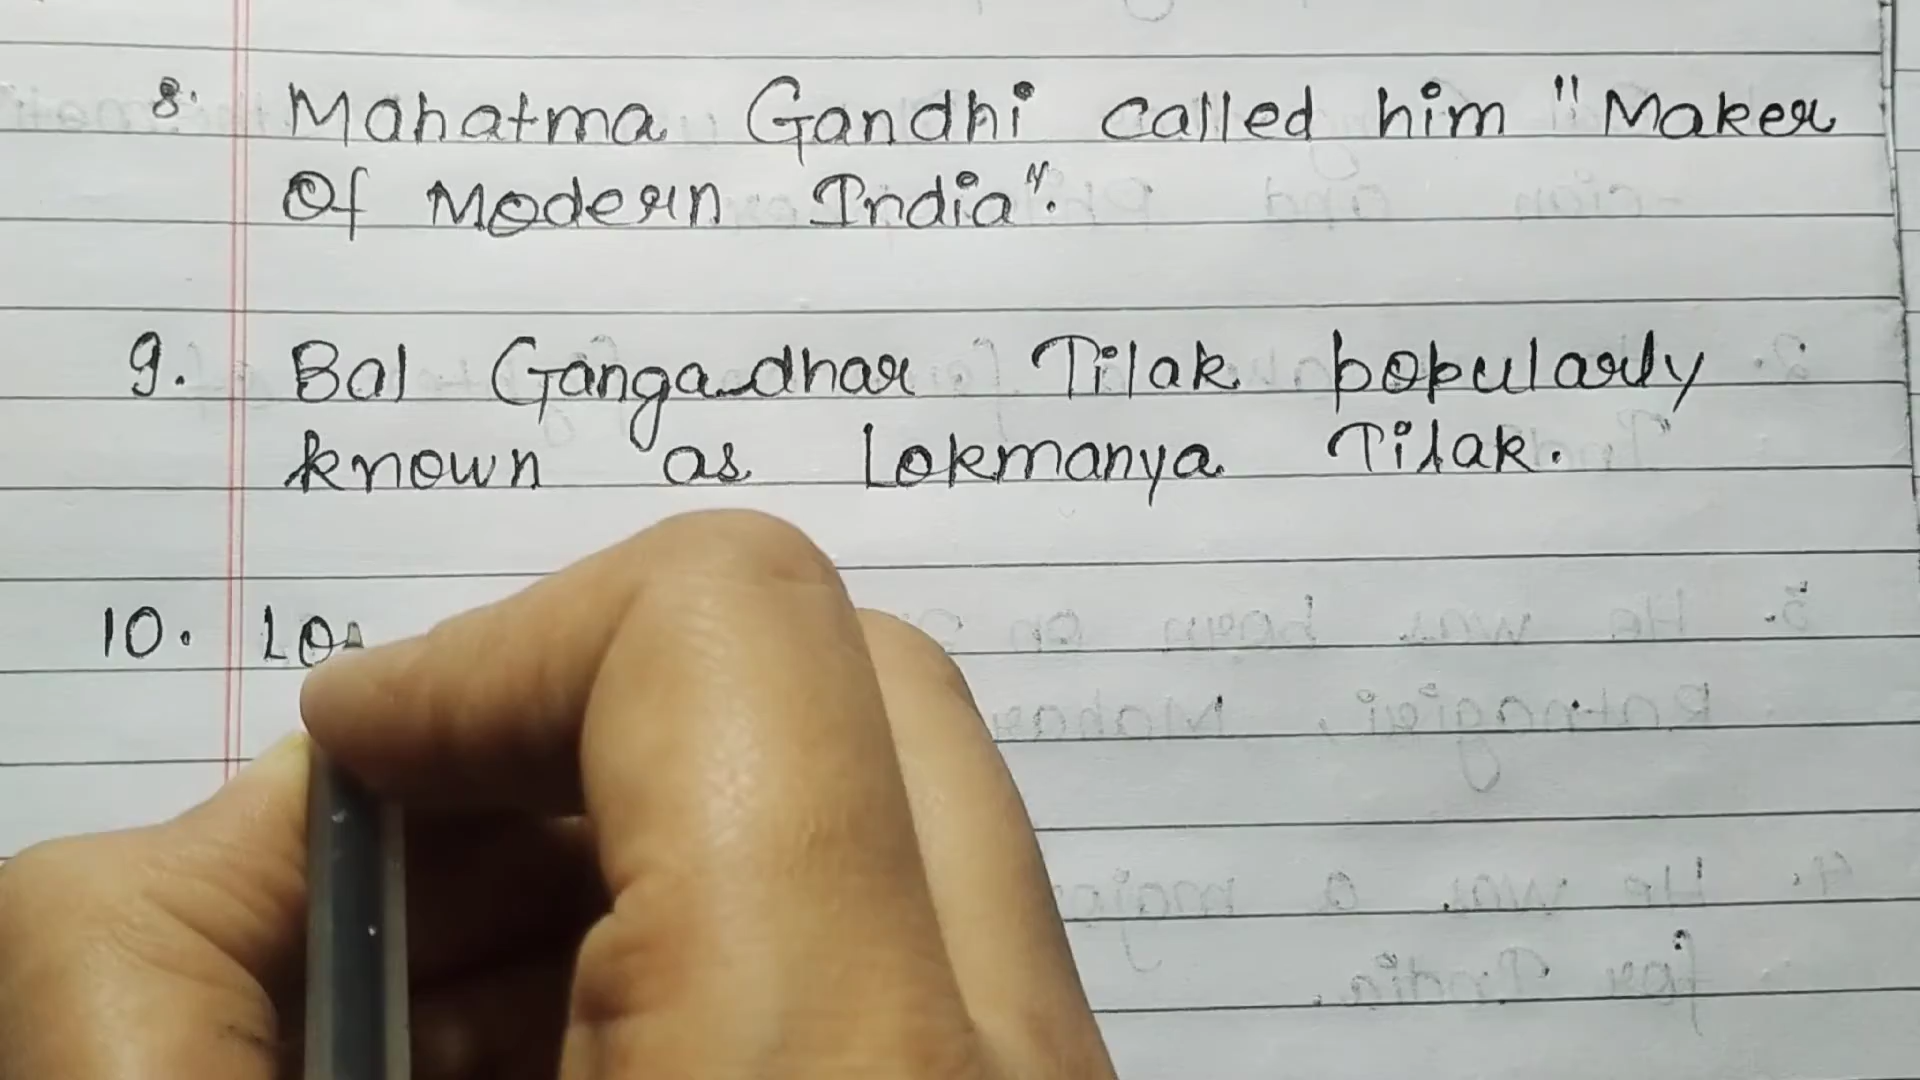 8. Mahatma Gandhi called him "Maker
Of Modern India".
9. Bal Gangadhar Tilak popularly
known as Lokmanya Tilak.
10.